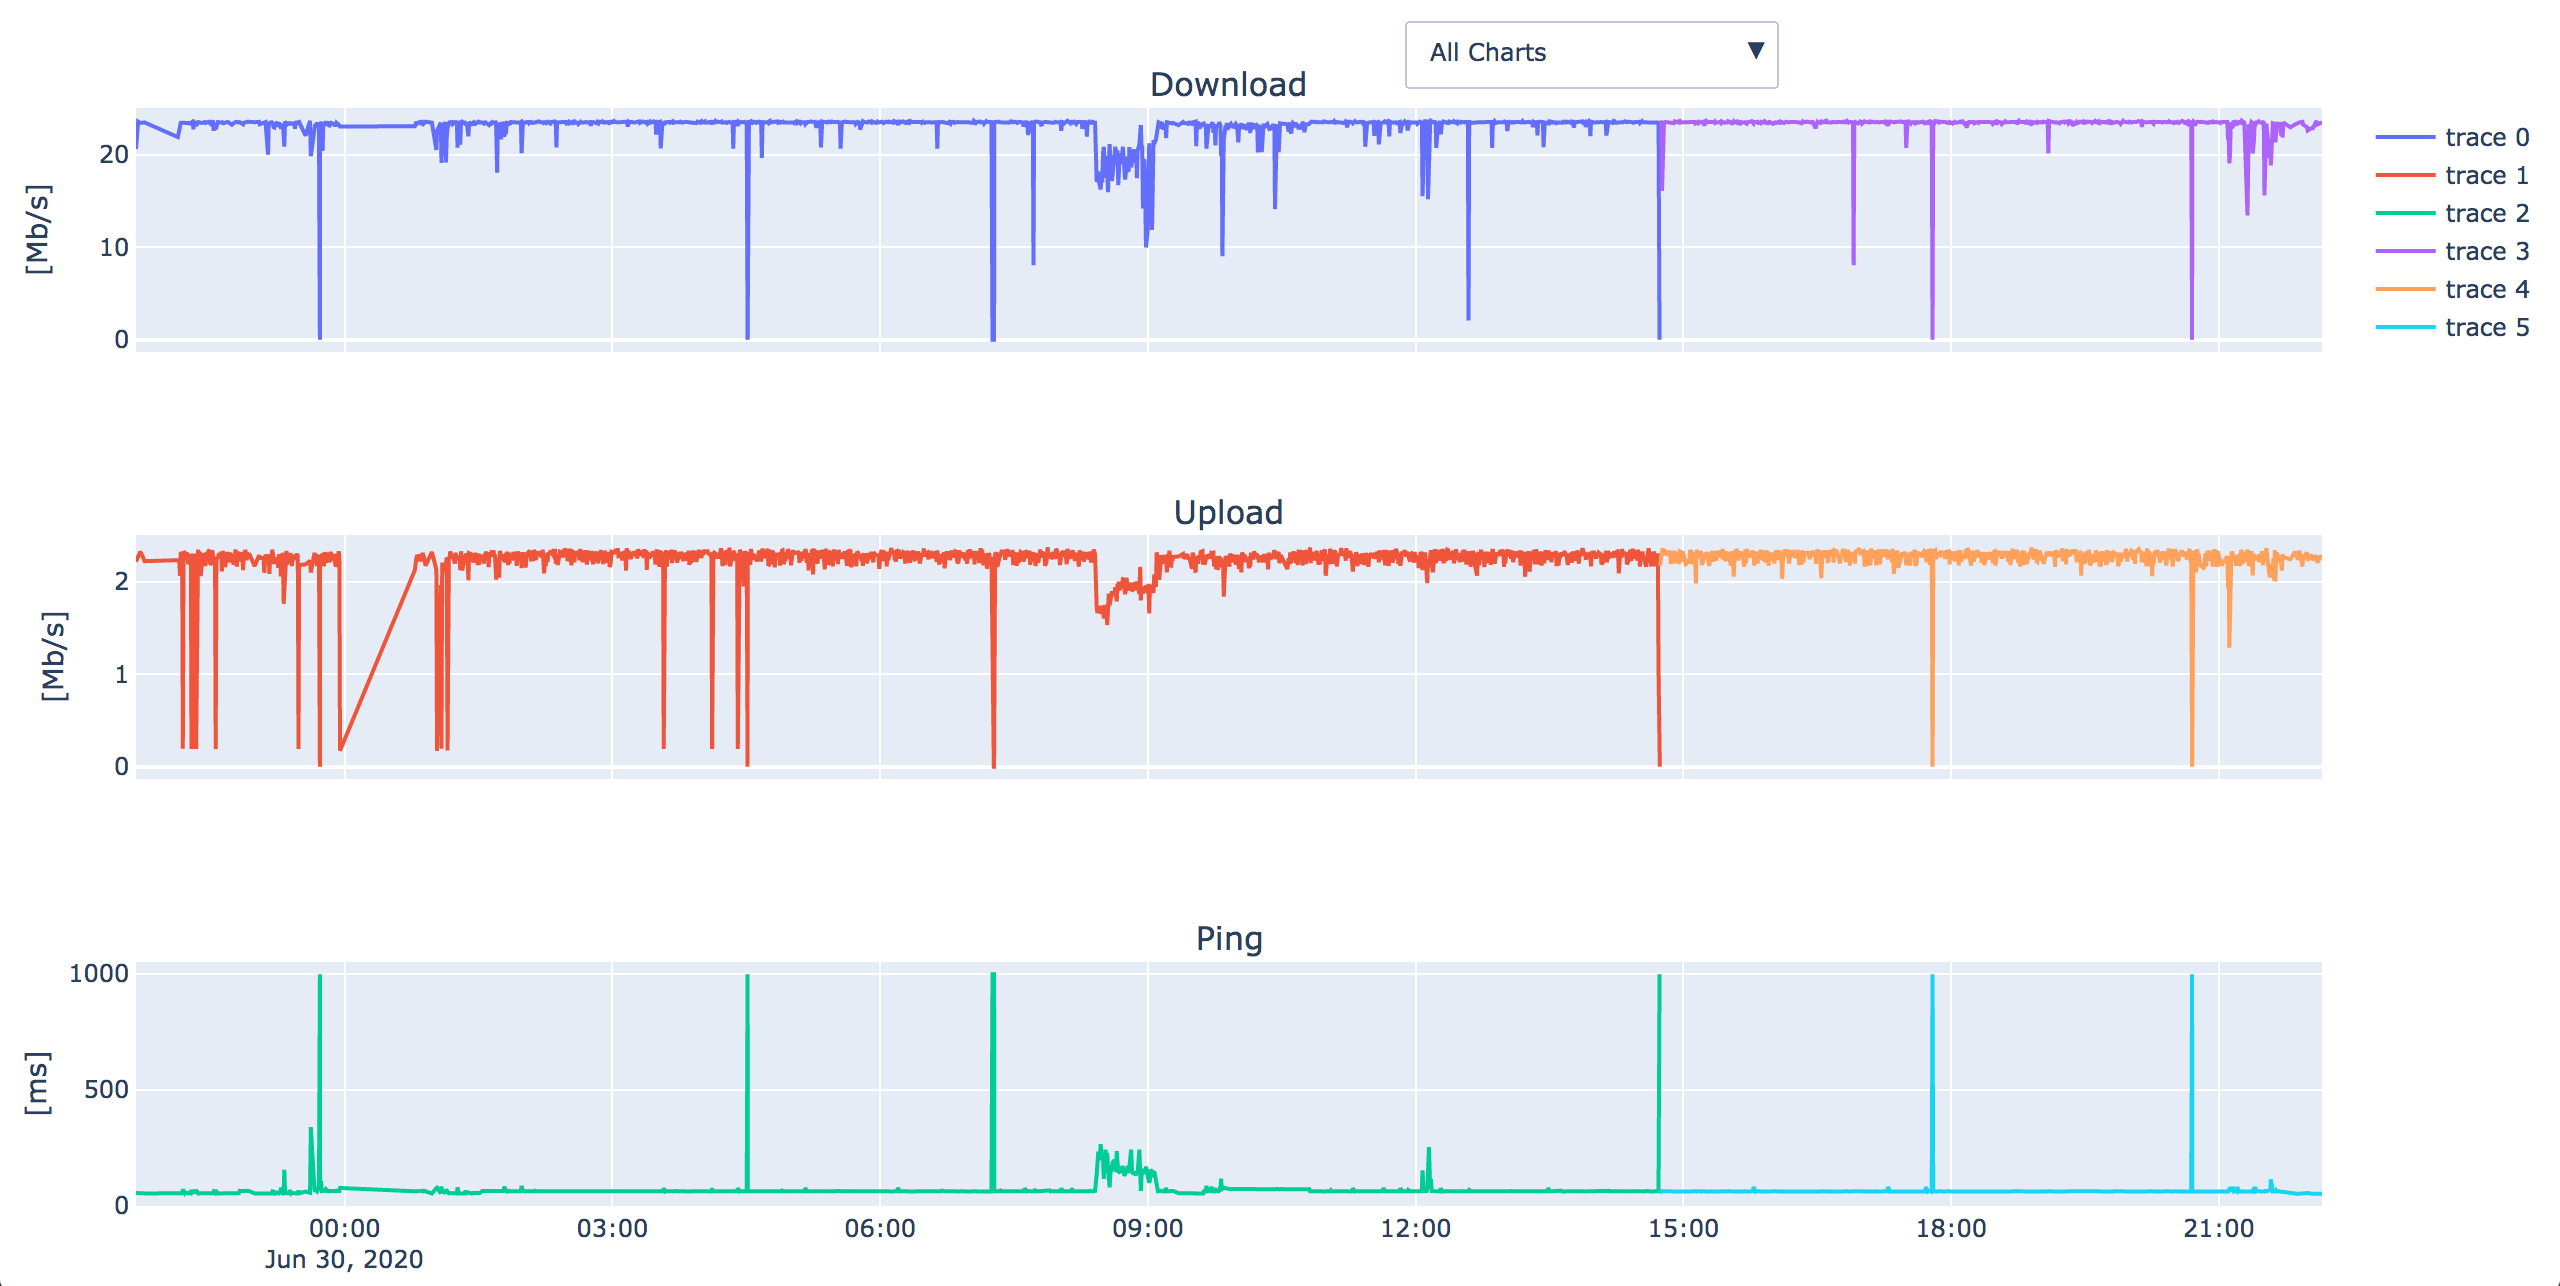 All Charts ▼
Download
20
10
0
[Mb/s]
trace 0
trace 1
trace 2
trace 3
trace 4
trace 5
Upload
2
1
0
[Mb/s]
Ping
1000
500
0
[ms]
00:00 03:00 06:00 09:00 12:00 15:00 18:00 21:00
Jun 30, 2020